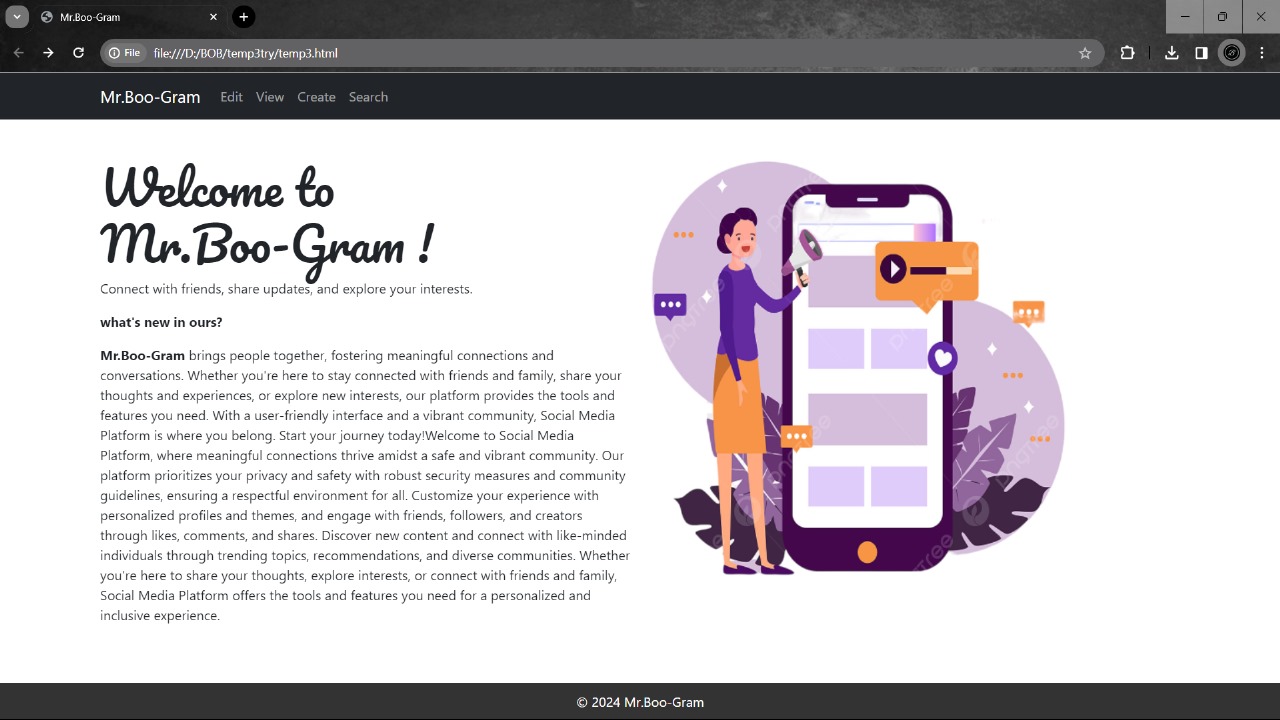 Mr.Boo-Gram
File
file:///D:/BOB/temp3try/temp3.html
Mr.Boo-Gram
Edit
View
Create
Search
Welcome to
Mr.Boo-Gram !
Connect with friends, share updates, and explore your interests.
what's new in ours?
Mr.Boo-Gram brings people together, fostering meaningful connections and
conversations. Whether you're here to stay connected with friends and family, share your
thoughts and experiences, or explore new interests, our platform provides the tools and
features you need. With a user-friendly interface and a vibrant community, Social Media
Platform is where you belong. Start your journey today!Welcome to Social Media
Platform, where meaningful connections thrive amidst a safe and vibrant community. Our
platform prioritizes your privacy and safety with robust security measures and community
guidelines, ensuring a respectful environment for all. Customize your experience with
personalized profiles and themes, and engage with friends, followers, and creators
through likes, comments, and shares. Discover new content and connect with like-minded
individuals through trending topics, recommendations, and diverse communities. Whether
you're here to share your thoughts, explore interests, or connect with friends and family,
Social Media Platform offers the tools and features you need for a personalized and
inclusive experience.
pngtree
pngtree
pngtree
pngtree
© 2024 Mr.Boo-Gram